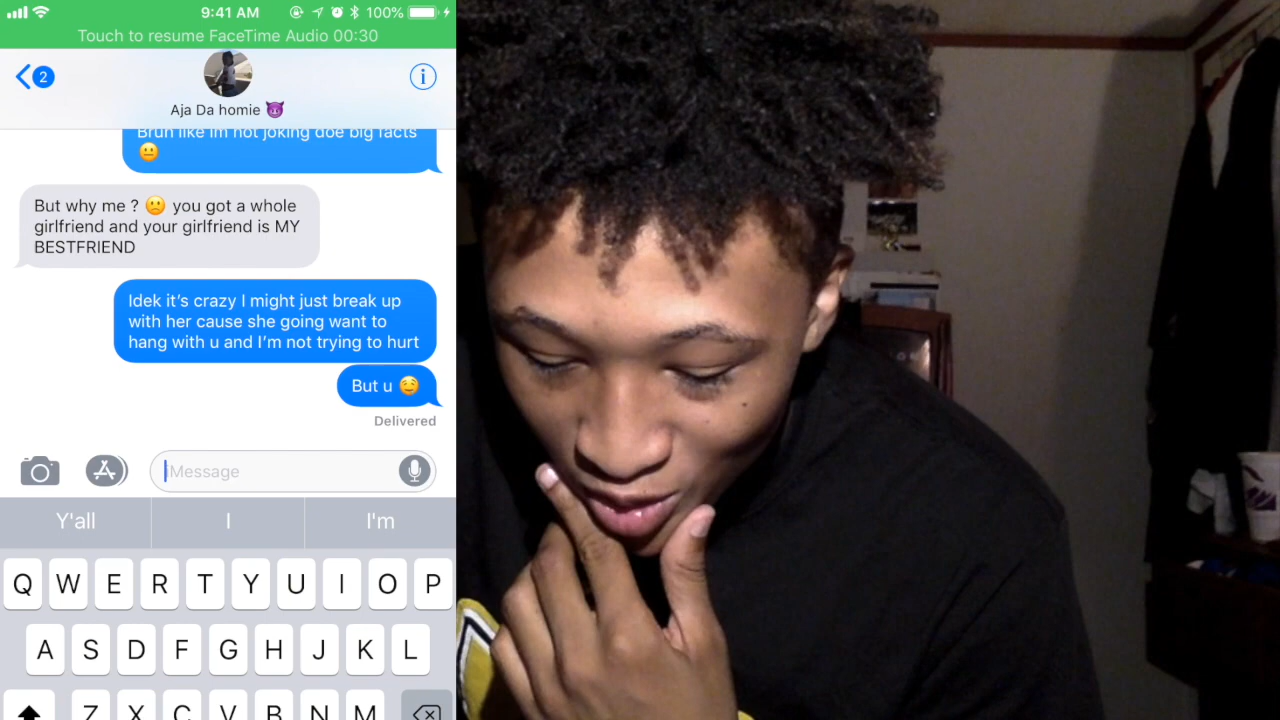 9:41 AM 100%
Touch to resume FaceTime Audio 00:30
2
Aja Da homie 😈
Bruh like im not joking doe big facts
😐
But why me ? 🙁 you got a whole
girlfriend and your girlfriend is MY
BESTFRIEND
Idek it's crazy I might just break up
with her cause she going want to
hang with u and I'm not trying to hurt
But u 🤤
Delivered
Message
Y'all I I'm
Q W E R T Y U I O P
A S D F G H J K L
Z X C V B N M